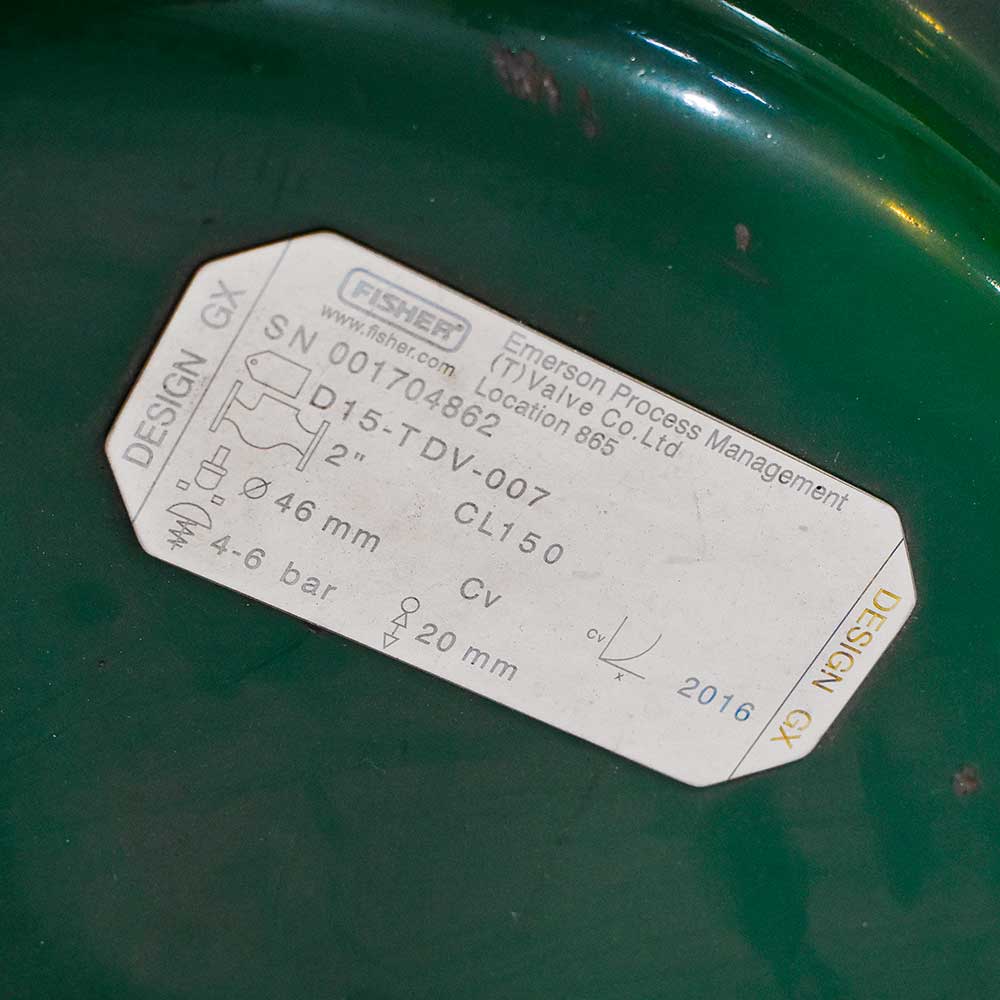 DESIGN GX
FISHER®
www.fisher.com
Emerson Process Management
(T)Valve Co.Ltd
Location 865
SN 001704862
D15-TDV-007
2" CL150
Ø 46 mm Cv
4-6 bar 20 mm
Cv
x
2016
DESIGN GX